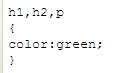 h1,h2,p
{
color:green;
}